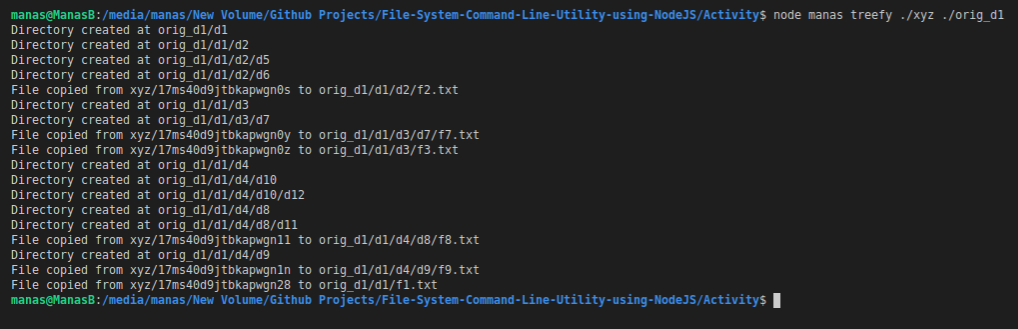 manas@ManasB:/media/manas/New Volume/Github Projects/File-System-Command-Line-Utility-using-NodeJS/Activity$ node manas treefy ./xyz ./orig_d1
Directory created at orig_d1/d1
Directory created at orig_d1/d1/d2
Directory created at orig_d1/d1/d2/d5
Directory created at orig_d1/d1/d2/d6
File copied from xyz/17ms40d9jtbkapwgn0s to orig_d1/d1/d2/f2.txt
Directory created at orig_d1/d1/d3
Directory created at orig_d1/d1/d3/d7
File copied from xyz/17ms40d9jtbkapwgn0y to orig_d1/d1/d3/d7/f7.txt
File copied from xyz/17ms40d9jtbkapwgn0z to orig_d1/d1/d3/f3.txt
Directory created at orig_d1/d1/d4
Directory created at orig_d1/d1/d4/d10
Directory created at orig_d1/d1/d4/d10/d12
Directory created at orig_d1/d1/d4/d8
Directory created at orig_d1/d1/d4/d8/d11
File copied from xyz/17ms40d9jtbkapwgn11 to orig_d1/d1/d4/d8/f8.txt
Directory created at orig_d1/d1/d4/d9
File copied from xyz/17ms40d9jtbkapwgn1n to orig_d1/d1/d4/d9/f9.txt
File copied from xyz/17ms40d9jtbkapwgn28 to orig_d1/d1/f1.txt
manas@ManasB:/media/manas/New Volume/Github Projects/File-System-Command-Line-Utility-using-NodeJS/Activity$